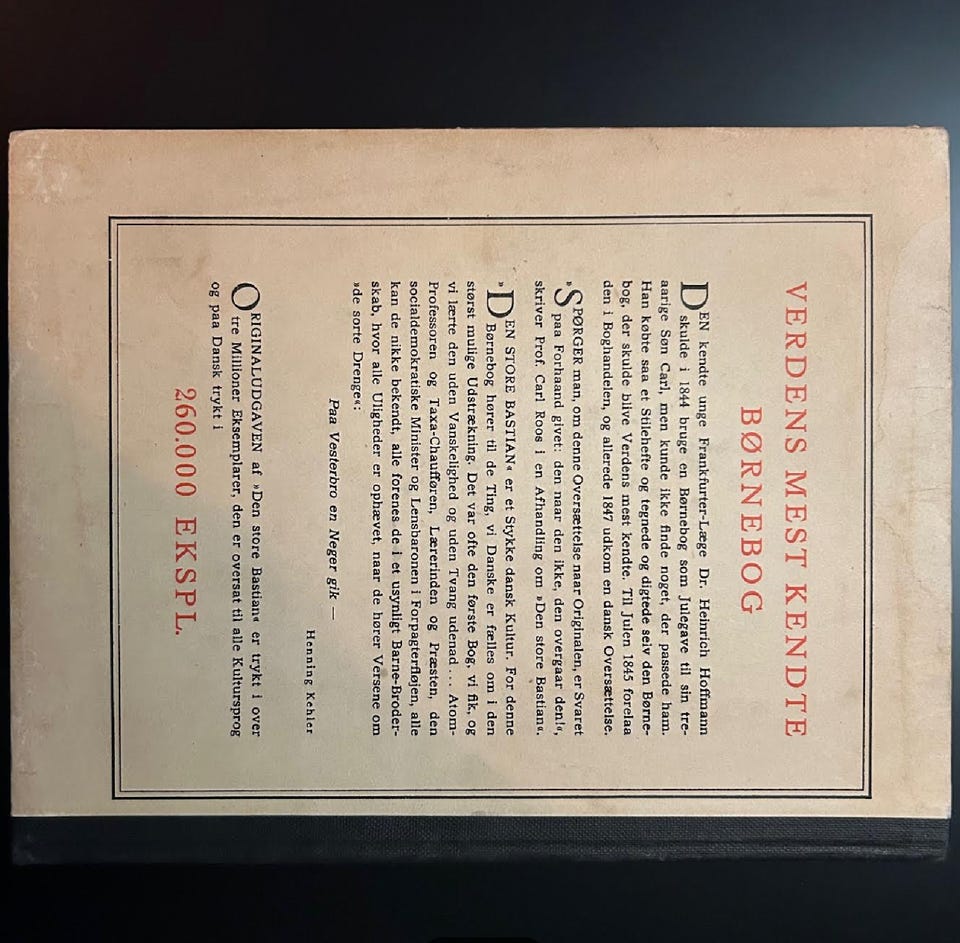 VERDENS MEST KENDTE
BØRNEBOG
DEN kendte unge Frankfurter-Læge Dr. Heinrich Hoffmann
skulde i 1844 bruge en Børnebog som Julegave til sin tre-
aarige Søn Carl, men kunde ikke finde noget, der passede ham.
Han købte saa et Stilehefte og tegnede og digtede selv den Børne-
bog, der skulde blive Verdens mest kendte. Til Julen 1845 forelaa
den i Boghandelen, og allerede 1847 udkom en dansk Oversættelse.
»SPØRGER man, om denne Oversættelse naar Originalen, er Svaret
paa Forhaand givet: den naar den ikke, den overgaar den!«,
skriver Prof. Carl Roos i en Afhandling om »Den store Bastian«.
»DEN STORE BASTIAN« er et Stykke dansk Kultur. For denne
Børnebog hører til de Ting, vi Danske er fælles om i den
størst mulige Udstrækning. Det var ofte den første Bog, vi fik, og
vi lærte den uden Vanskelighed og uden Tvang udenad... Atom-
Professoren og Taxa-Chaufføren, Lærerinden og Præsten, den
socialdemokratiske Minister og Lensbaronen i Forpagterfløjen, alle
kan de nikke bekendt, alle forenes de i et usynligt Barne-Broder-
skab, hvor alle Uligheder er ophævet, naar de hører Versene om
»de sorte Drenge«:
Paa Vesterbro en Neger gik —
Henning Kehler
ORIGINALUDGAVEN af »Den store Bastian« er trykt i over
tre Millioner Eksemplarer, den er oversat til alle Kultursprog
og paa Dansk trykt i
260.000 EKSPL.